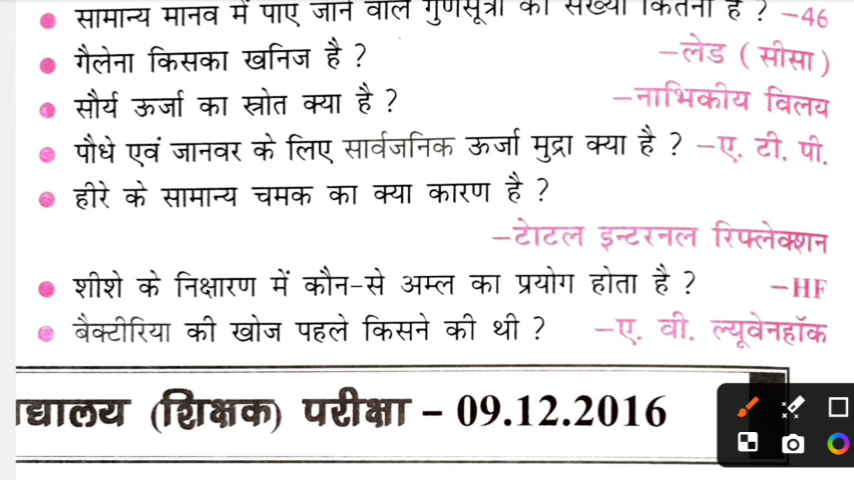 सामान्य मानव में पाए जाने वाले गुणसूत्रों की संख्या कितनी है ? –46
गैलेना किसका खनिज है ? –लेड ( सीसा )
सौर्य ऊर्जा का स्रोत क्या है ? –नाभिकीय विलय
पौधे एवं जानवर के लिए सार्वजनिक ऊर्जा मुद्रा क्या है ? –ए. टी. पी.
हीरे के सामान्य चमक का क्या कारण है ?
–टोटल इन्टरनल रिफ्लेक्शन
शीशे के निक्षारण में कौन-से अम्ल का प्रयोग होता है ? –HF
बैक्टीरिया की खोज पहले किसने की थी ? –ए. वी. ल्यूवेनहॉक
द्यालय (शिक्षक) परीक्षा – 09.12.2016